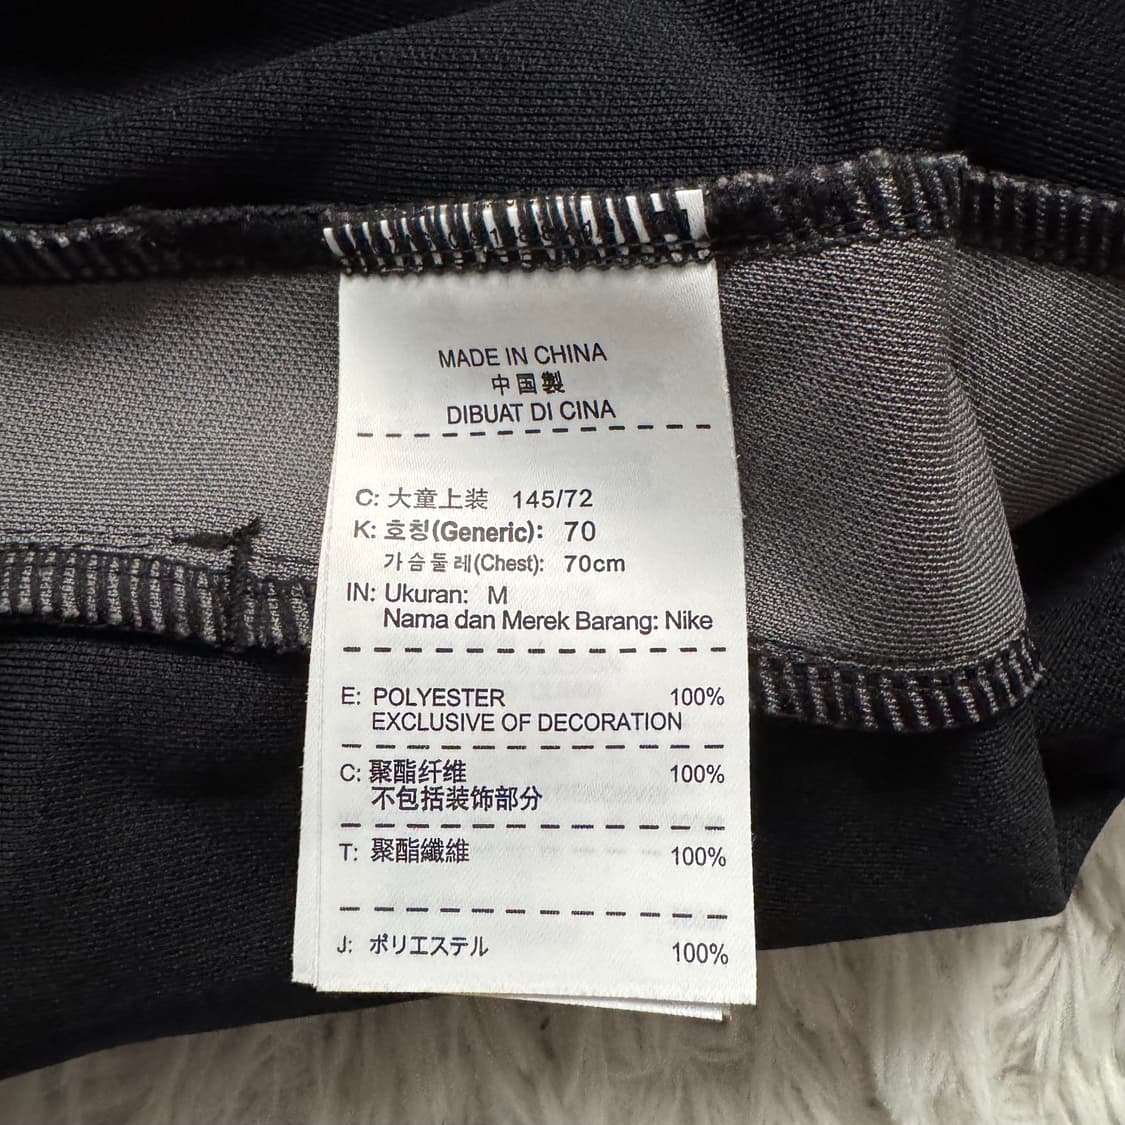 MADE IN CHINA
中国製
DIBUAT DI CINA
C: 大童上装 145/72
K: 호칭(Generic): 70
가슴둘레(Chest): 70cm
IN: Ukuran: M
Nama dan Merek Barang: Nike
E: POLYESTER 100%
EXCLUSIVE OF DECORATION
C: 聚酯纤维 100%
不包括装饰部分
T: 聚酯纖維 100%
J: ポリエステル 100%